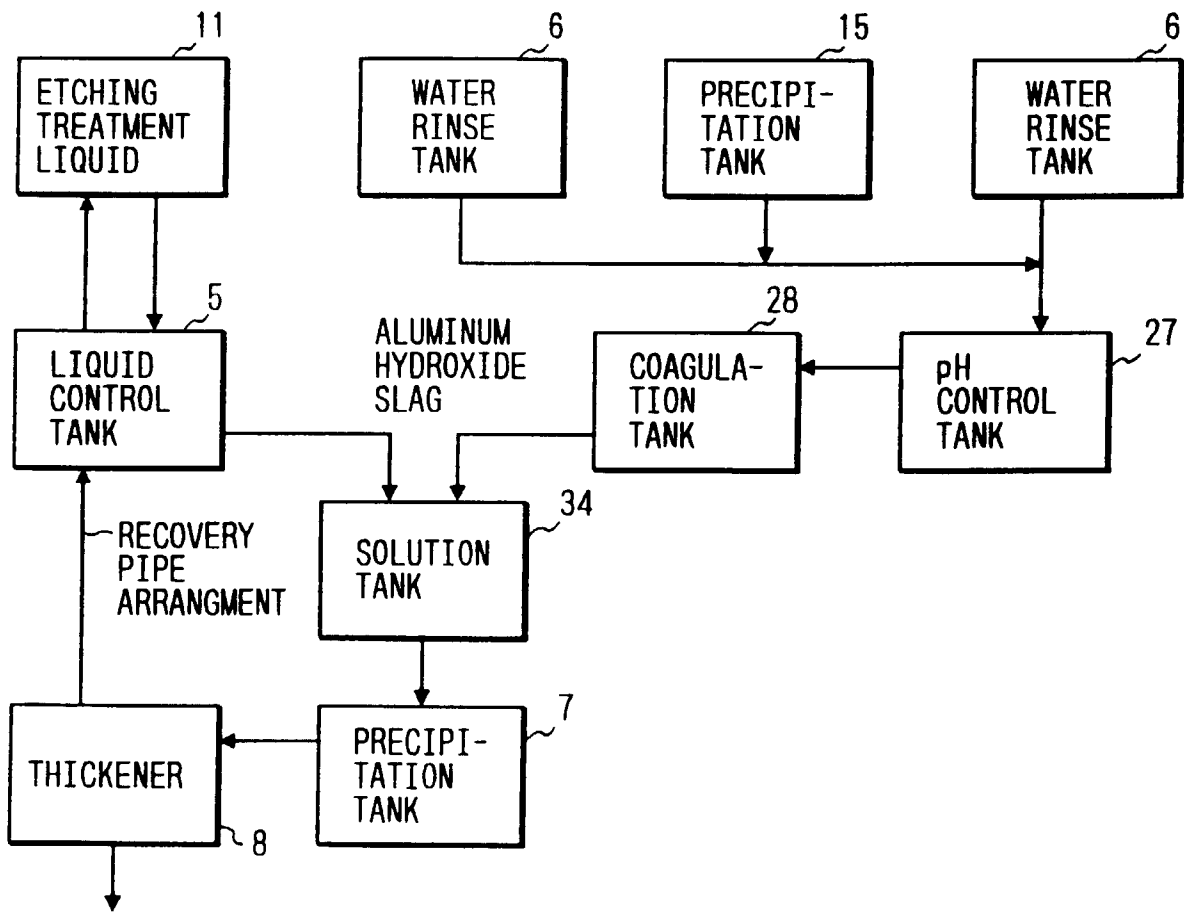 11
ETCHING
TREATMENT
LIQUID
6
WATER
RINSE
TANK
15
PRECIPI-
TATION
TANK
6
WATER
RINSE
TANK
5
LIQUID
CONTROL
TANK
ALUMINUM
HYDROXIDE
SLAG
28
COAGULA-
TION
TANK
27
pH
CONTROL
TANK
RECOVERY
PIPE
ARRANGMENT
34
SOLUTION
TANK
THICKENER
8
7
PRECIPI-
TATION
TANK